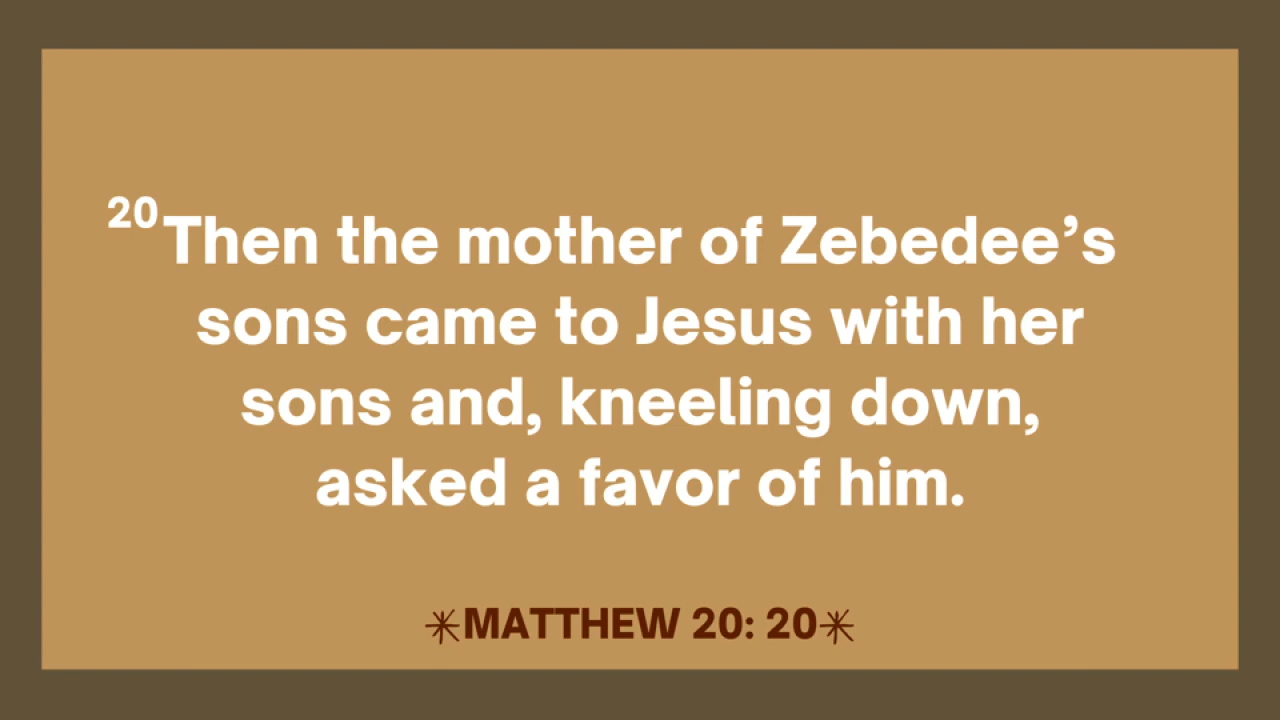 20Then the mother of Zebedee’s
sons came to Jesus with her
sons and, kneeling down,
asked a favor of him.
✳MATTHEW 20: 20✳